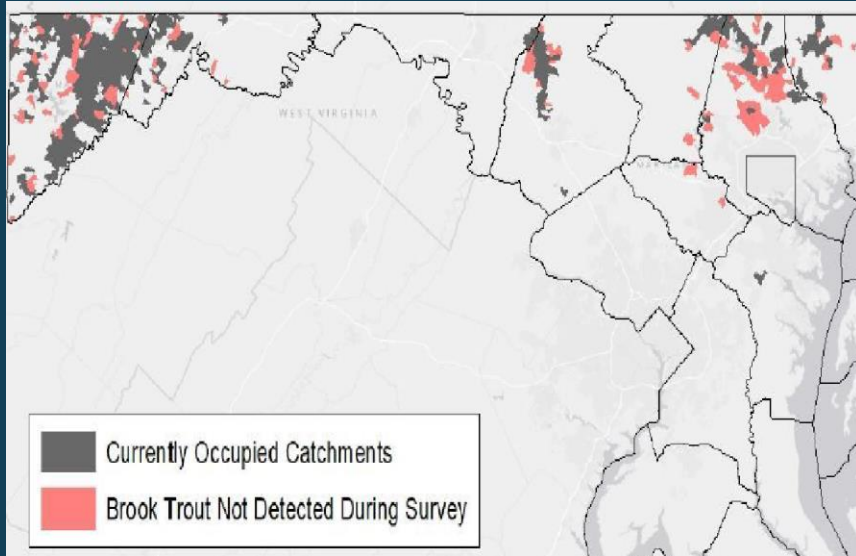 WEST VIRGINIA
Currently Occupied Catchments
Brook Trout Not Detected During Survey